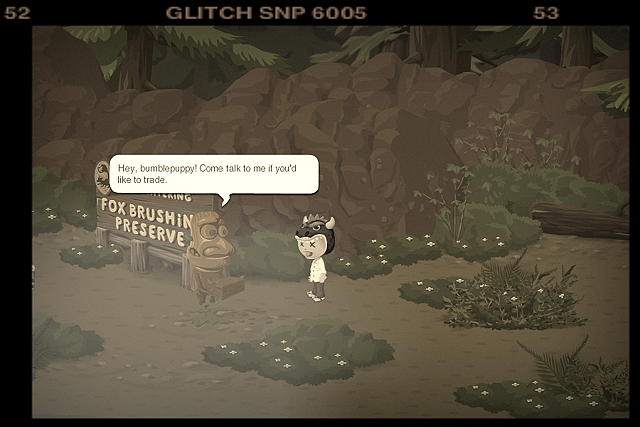 52 GLITCH SNP 6005 53
Hey, bumblepuppy! Come talk to me if you'd
like to trade.
FOX BRUSHIN
PRESERVE